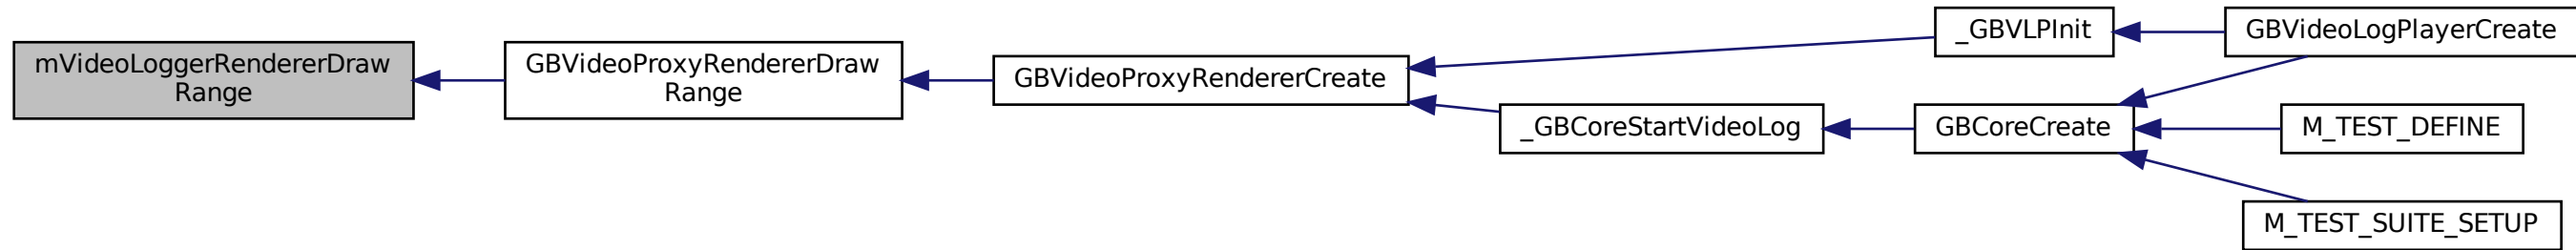 mVideoLoggerRendererDraw
Range
GBVideoProxyRendererDraw
Range
GBVideoProxyRendererCreate
_GBVLPInit
GBVideoLogPlayerCreate
_GBCoreStartVideoLog
GBCoreCreate
M_TEST_DEFINE
M_TEST_SUITE_SETUP